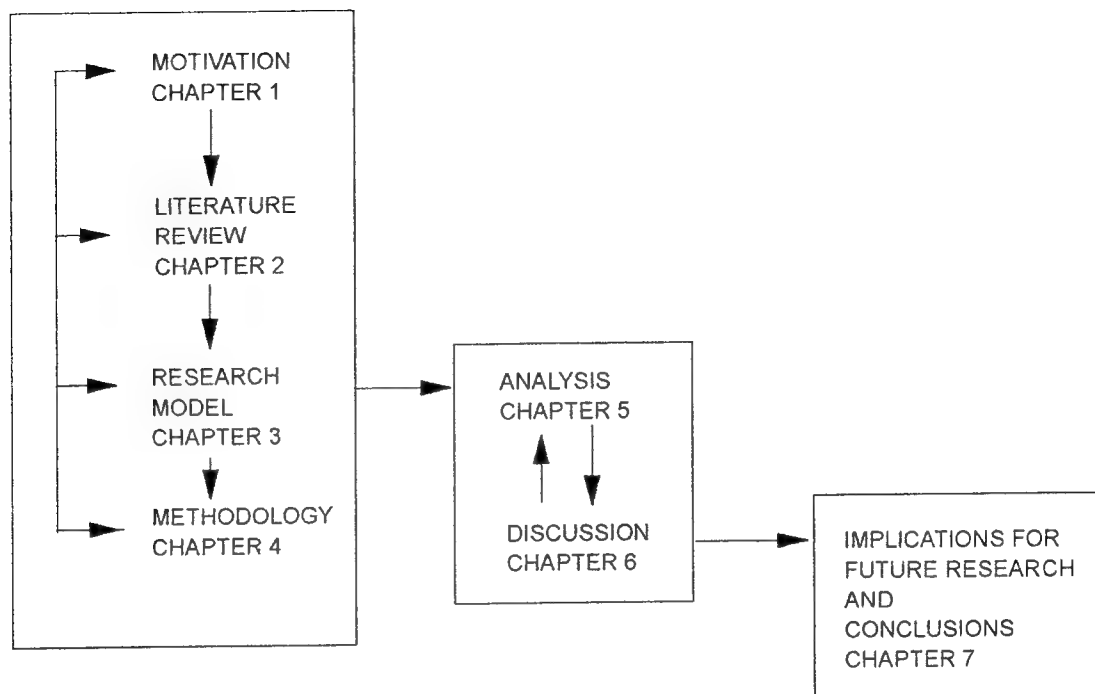 MOTIVATION
CHAPTER 1
LITERATURE
REVIEW
CHAPTER 2
RESEARCH
MODEL
CHAPTER 3
METHODOLOGY
CHAPTER 4
ANALYSIS
CHAPTER 5
DISCUSSION
CHAPTER 6
IMPLICATIONS FOR
FUTURE RESEARCH
AND
CONCLUSIONS
CHAPTER 7